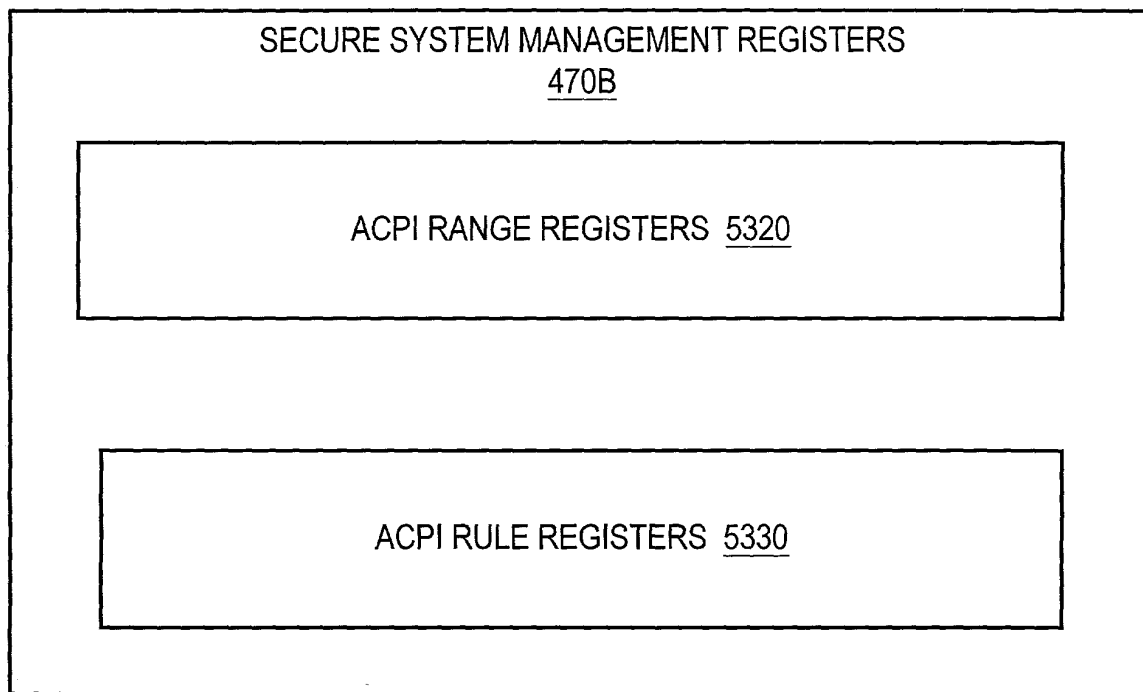 SECURE SYSTEM MANAGEMENT REGISTERS
470B
ACPI RANGE REGISTERS 5320
ACPI RULE REGISTERS 5330